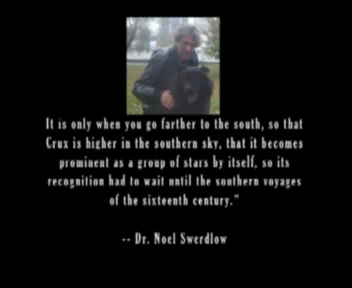 It is only when you go farther to the south, so that
Crux is higher in the southern sky, that it becomes
prominent as a group of stars by itself, so its
recognition had to wait until the southern voyages
of the sixteenth century."
-- Dr. Noel Swerdlow